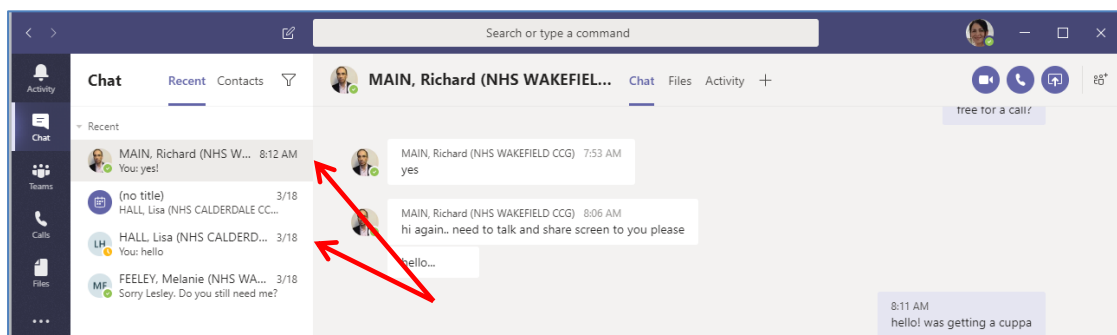 Search or type a command
Activity
Chat
Teams
Calls
Files
Chat Recent Contacts
Recent
MAIN, Richard (NHS W... 8:12 AM
You: yes!
(no title) 3/18
HALL, Lisa (NHS CALDERDALE CC...
LH HALL, Lisa (NHS CALDERD... 3/18
You: hello
MF FEELEY, Melanie (NHS WA... 3/18
Sorry Lesley. Do you still need me?
MAIN, Richard (NHS WAKEFIEL... Chat Files Activity
free for a call?
MAIN, Richard (NHS WAKEFIELD CCG) 7:53 AM
yes
MAIN, Richard (NHS WAKEFIELD CCG) 8:06 AM
hi again.. need to talk and share screen to you please
hello...
8:11 AM
hello! was getting a cuppa